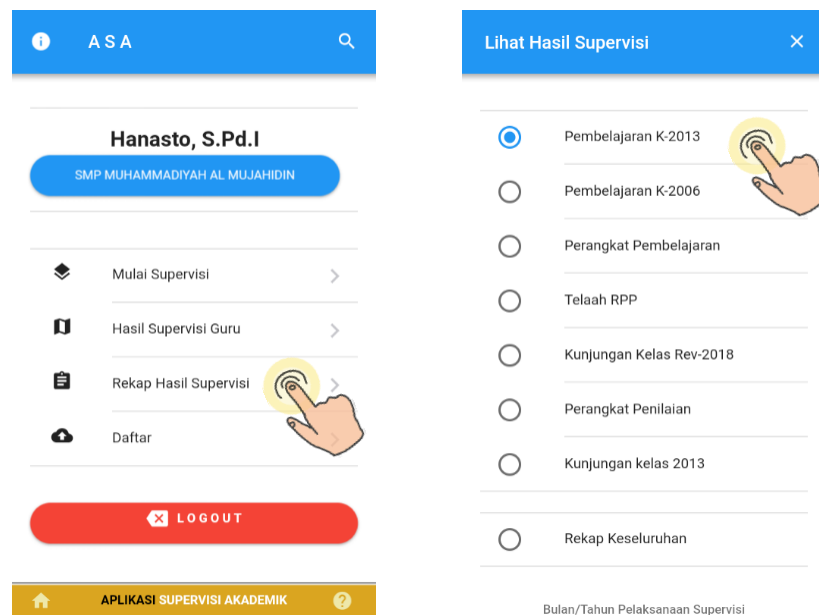 A S A
Hanasto, S.Pd.I
SMP MUHAMMADIYAH AL MUJAHIDIN
Mulai Supervisi
Hasil Supervisi Guru
Rekap Hasil Supervisi
Daftar
LOGOUT
APLIKASI SUPERVISI AKADEMIK
Lihat Hasil Supervisi
Pembelajaran K-2013
Pembelajaran K-2006
Perangkat Pembelajaran
Telaah RPP
Kunjungan Kelas Rev-2018
Perangkat Penilaian
Kunjungan kelas 2013
Rekap Keseluruhan
Bulan/Tahun Pelaksanaan Supervisi